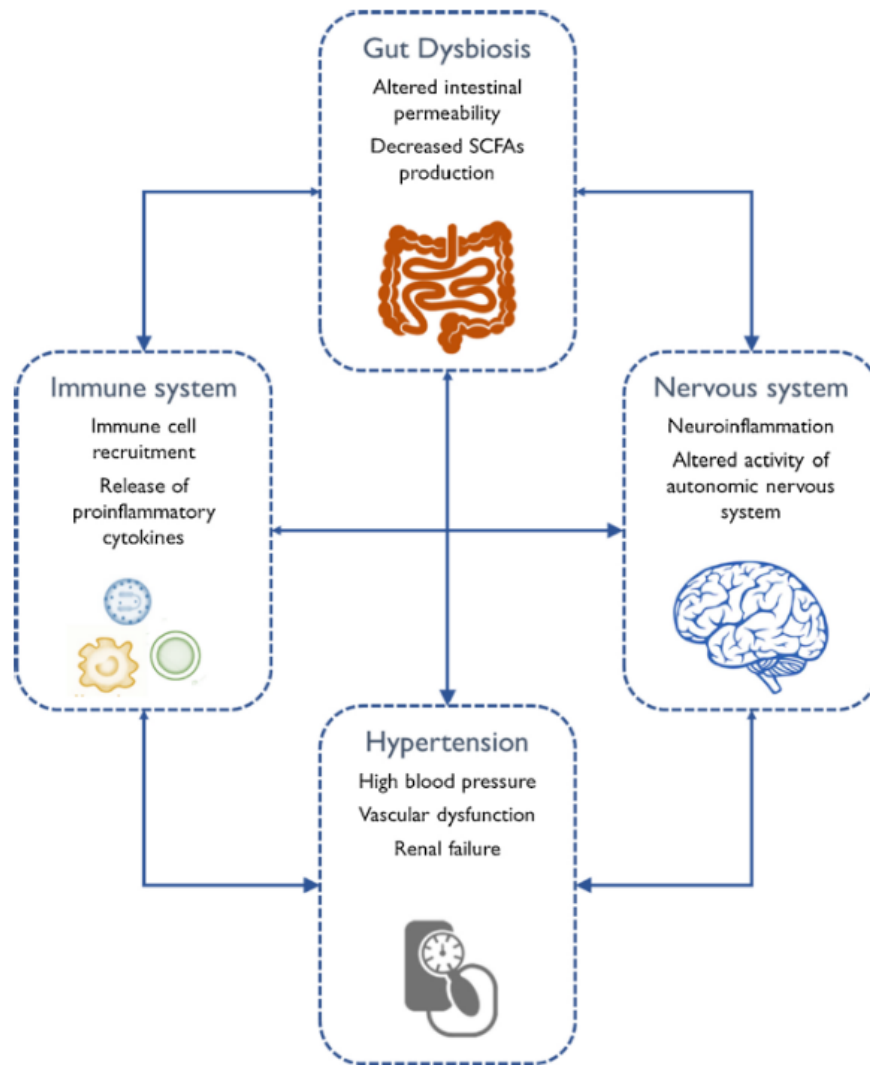 Gut Dysbiosis
Altered intestinal
permeability
Decreased SCFAs
production
Immune system
Immune cell
recruitment
Release of
proinflammatory
cytokines
Nervous system
Neuroinflammation
Altered activity of
autonomic nervous
system
Hypertension
High blood pressure
Vascular dysfunction
Renal failure